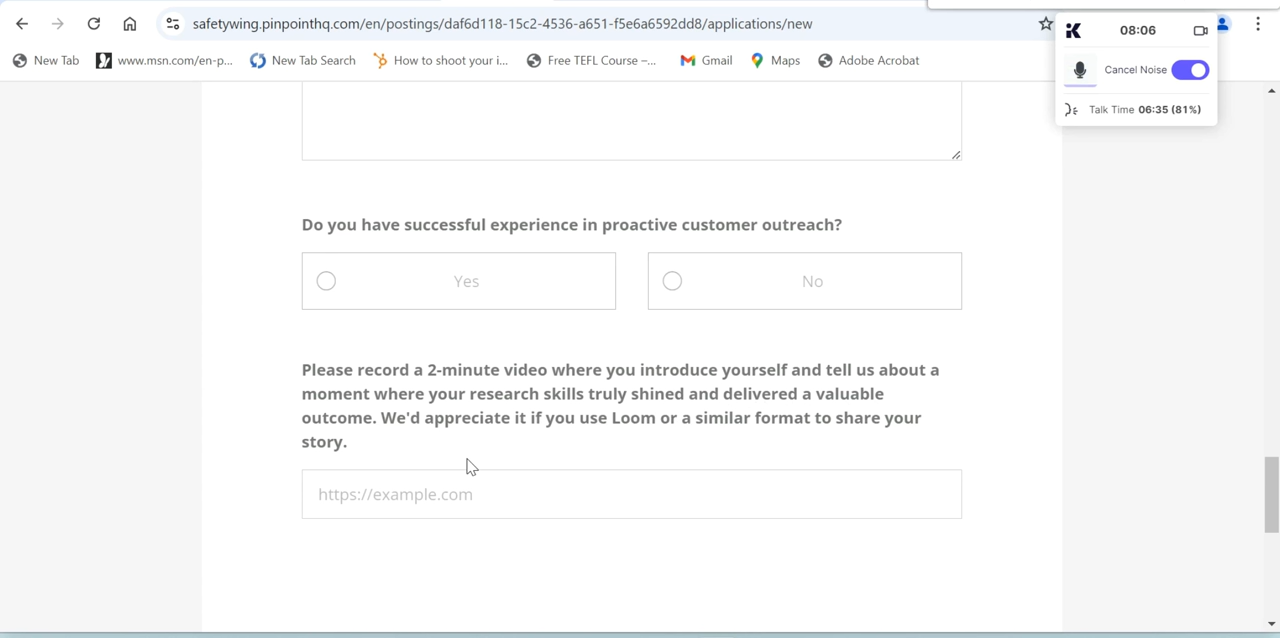 safetywing.pinpointhq.com/en/postings/daf6d118-15c2-4536-a651-f5e6a6592dd8/applications/new
08:06
New Tab
www.msn.com/en-p...
New Tab Search
How to shoot your i...
Free TEFL Course –...
Gmail
Maps
Adobe Acrobat
Cancel Noise
Talk Time 06:35 (81%)
Do you have successful experience in proactive customer outreach?
Yes
No
Please record a 2-minute video where you introduce yourself and tell us about a
moment where your research skills truly shined and delivered a valuable
outcome. We'd appreciate it if you use Loom or a similar format to share your
story.
https://example.com